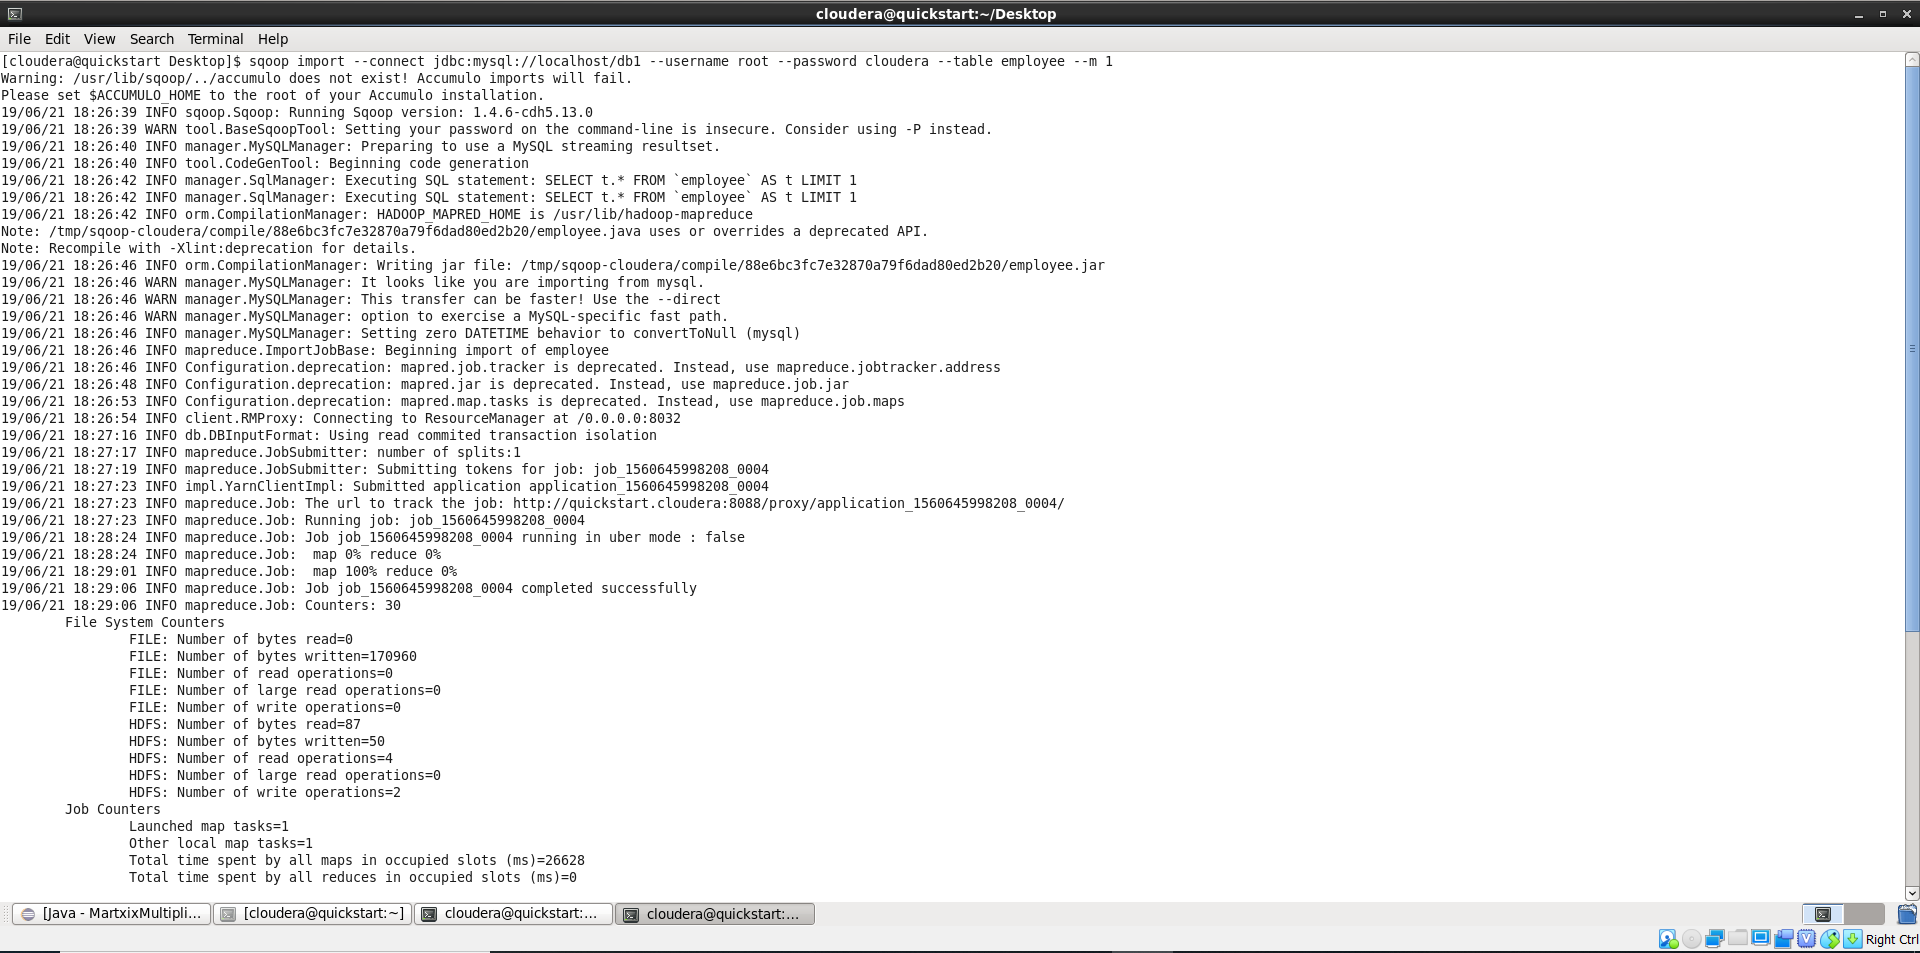 cloudera@quickstart:~/Desktop
File Edit View Search Terminal Help
[cloudera@quickstart Desktop]$ sqoop import --connect jdbc:mysql://localhost/db1 --username root --password cloudera --table employee --m 1
Warning: /usr/lib/sqoop/../accumulo does not exist! Accumulo imports will fail.
Please set $ACCUMULO_HOME to the root of your Accumulo installation.
19/06/21 18:26:39 INFO sqoop.Sqoop: Running Sqoop version: 1.4.6-cdh5.13.0
19/06/21 18:26:39 WARN tool.BaseSqoopTool: Setting your password on the command-line is insecure. Consider using -P instead.
19/06/21 18:26:40 INFO manager.MySQLManager: Preparing to use a MySQL streaming resultset.
19/06/21 18:26:40 INFO tool.CodeGenTool: Beginning code generation
19/06/21 18:26:42 INFO manager.SqlManager: Executing SQL statement: SELECT t.* FROM `employee` AS t LIMIT 1
19/06/21 18:26:42 INFO manager.SqlManager: Executing SQL statement: SELECT t.* FROM `employee` AS t LIMIT 1
19/06/21 18:26:42 INFO orm.CompilationManager: HADOOP_MAPRED_HOME is /usr/lib/hadoop-mapreduce
Note: /tmp/sqoop-cloudera/compile/88e6bc3fc7e32870a79f6dad80ed2b20/employee.java uses or overrides a deprecated API.
Note: Recompile with -Xlint:deprecation for details.
19/06/21 18:26:46 INFO orm.CompilationManager: Writing jar file: /tmp/sqoop-cloudera/compile/88e6bc3fc7e32870a79f6dad80ed2b20/employee.jar
19/06/21 18:26:46 WARN manager.MySQLManager: It looks like you are importing from mysql.
19/06/21 18:26:46 WARN manager.MySQLManager: This transfer can be faster! Use the --direct
19/06/21 18:26:46 WARN manager.MySQLManager: option to exercise a MySQL-specific fast path.
19/06/21 18:26:46 INFO manager.MySQLManager: Setting zero DATETIME behavior to convertToNull (mysql)
19/06/21 18:26:46 INFO mapreduce.ImportJobBase: Beginning import of employee
19/06/21 18:26:46 INFO Configuration.deprecation: mapred.job.tracker is deprecated. Instead, use mapreduce.jobtracker.address
19/06/21 18:26:48 INFO Configuration.deprecation: mapred.jar is deprecated. Instead, use mapreduce.job.jar
19/06/21 18:26:53 INFO Configuration.deprecation: mapred.map.tasks is deprecated. Instead, use mapreduce.job.maps
19/06/21 18:26:54 INFO client.RMProxy: Connecting to ResourceManager at /0.0.0.0:8032
19/06/21 18:27:16 INFO db.DBInputFormat: Using read commited transaction isolation
19/06/21 18:27:17 INFO mapreduce.JobSubmitter: number of splits:1
19/06/21 18:27:19 INFO mapreduce.JobSubmitter: Submitting tokens for job: job_1560645998208_0004
19/06/21 18:27:23 INFO impl.YarnClientImpl: Submitted application application_1560645998208_0004
19/06/21 18:27:23 INFO mapreduce.Job: The url to track the job: http://quickstart.cloudera:8088/proxy/application_1560645998208_0004/
19/06/21 18:27:23 INFO mapreduce.Job: Running job: job_1560645998208_0004
19/06/21 18:28:24 INFO mapreduce.Job: Job job_1560645998208_0004 running in uber mode : false
19/06/21 18:28:24 INFO mapreduce.Job:  map 0% reduce 0%
19/06/21 18:29:01 INFO mapreduce.Job:  map 100% reduce 0%
19/06/21 18:29:06 INFO mapreduce.Job: Job job_1560645998208_0004 completed successfully
19/06/21 18:29:06 INFO mapreduce.Job: Counters: 30
File System Counters
FILE: Number of bytes read=0
FILE: Number of bytes written=170960
FILE: Number of read operations=0
FILE: Number of large read operations=0
FILE: Number of write operations=0
HDFS: Number of bytes read=87
HDFS: Number of bytes written=50
HDFS: Number of read operations=4
HDFS: Number of large read operations=0
HDFS: Number of write operations=2
Job Counters
Launched map tasks=1
Other local map tasks=1
Total time spent by all maps in occupied slots (ms)=26628
Total time spent by all reduces in occupied slots (ms)=0
[Java - MartxixMultipli... [cloudera@quickstart:~] cloudera@quickstart:... cloudera@quickstart:...
Right Ctrl